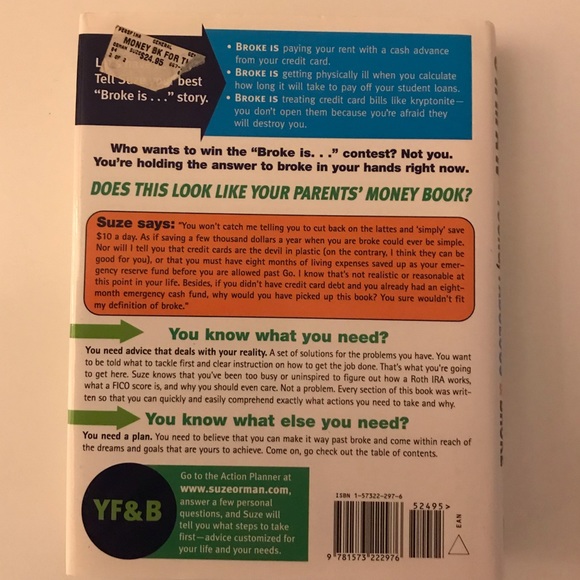 MONEY BK FOR
$24.95
• BROKE IS paying your rent with a cash advance
from your credit card.
• BROKE IS getting physically ill when you calculate
how long it will take to pay off your student loans.
• BROKE IS treating credit card bills like kryptonite—
you don't open them because you're afraid they
will destroy you.
Tell best
"Broke is . . ." story.
Who wants to win the "Broke is. . ." contest? Not you.
You're holding the answer to broke in your hands right now.
DOES THIS LOOK LIKE YOUR PARENTS' MONEY BOOK?
Suze says: "You won't catch me telling you to cut back on the lattes and 'simply' save
$10 a day. As if saving a few thousand dollars a year when you are broke could ever be simple.
Nor will I tell you that credit cards are the devil in plastic (on the contrary, I think they can be
good for you), or that you must have eight months of living expenses saved up as your emer-
gency reserve fund before you are allowed past Go. I know that's not realistic or reasonable at
this point in your life. Besides, if you didn't have credit card debt and you already had an eight-
month emergency cash fund, why would you have picked up this book? You sure wouldn't fit
my definition of broke."
You know what you need?
You need advice that deals with your reality. A set of solutions for the problems you have. You want
to be told what to tackle first and clear instruction on how to get the job done. That's what you're going
to get here. Suze knows that you've been too busy or uninspired to figure out how a Roth IRA works,
what a FICO score is, and why you should even care. Not a problem. Every section of this book was writ-
ten so that you can quickly and easily comprehend exactly what actions you need to take and why.
You know what else you need?
You need a plan. You need to believe that you can make it way past broke and come within reach of
the dreams and goals that are yours to achieve. Come on, go check out the table of contents.
YF&B
Go to the Action Planner at
www.suzeorman.com,
answer a few personal
questions, and Suze will
tell you what steps to take
first—advice customized for
your life and your needs.
ISBN 1-57322-297-6
52495>
EAN
9 781573 222976